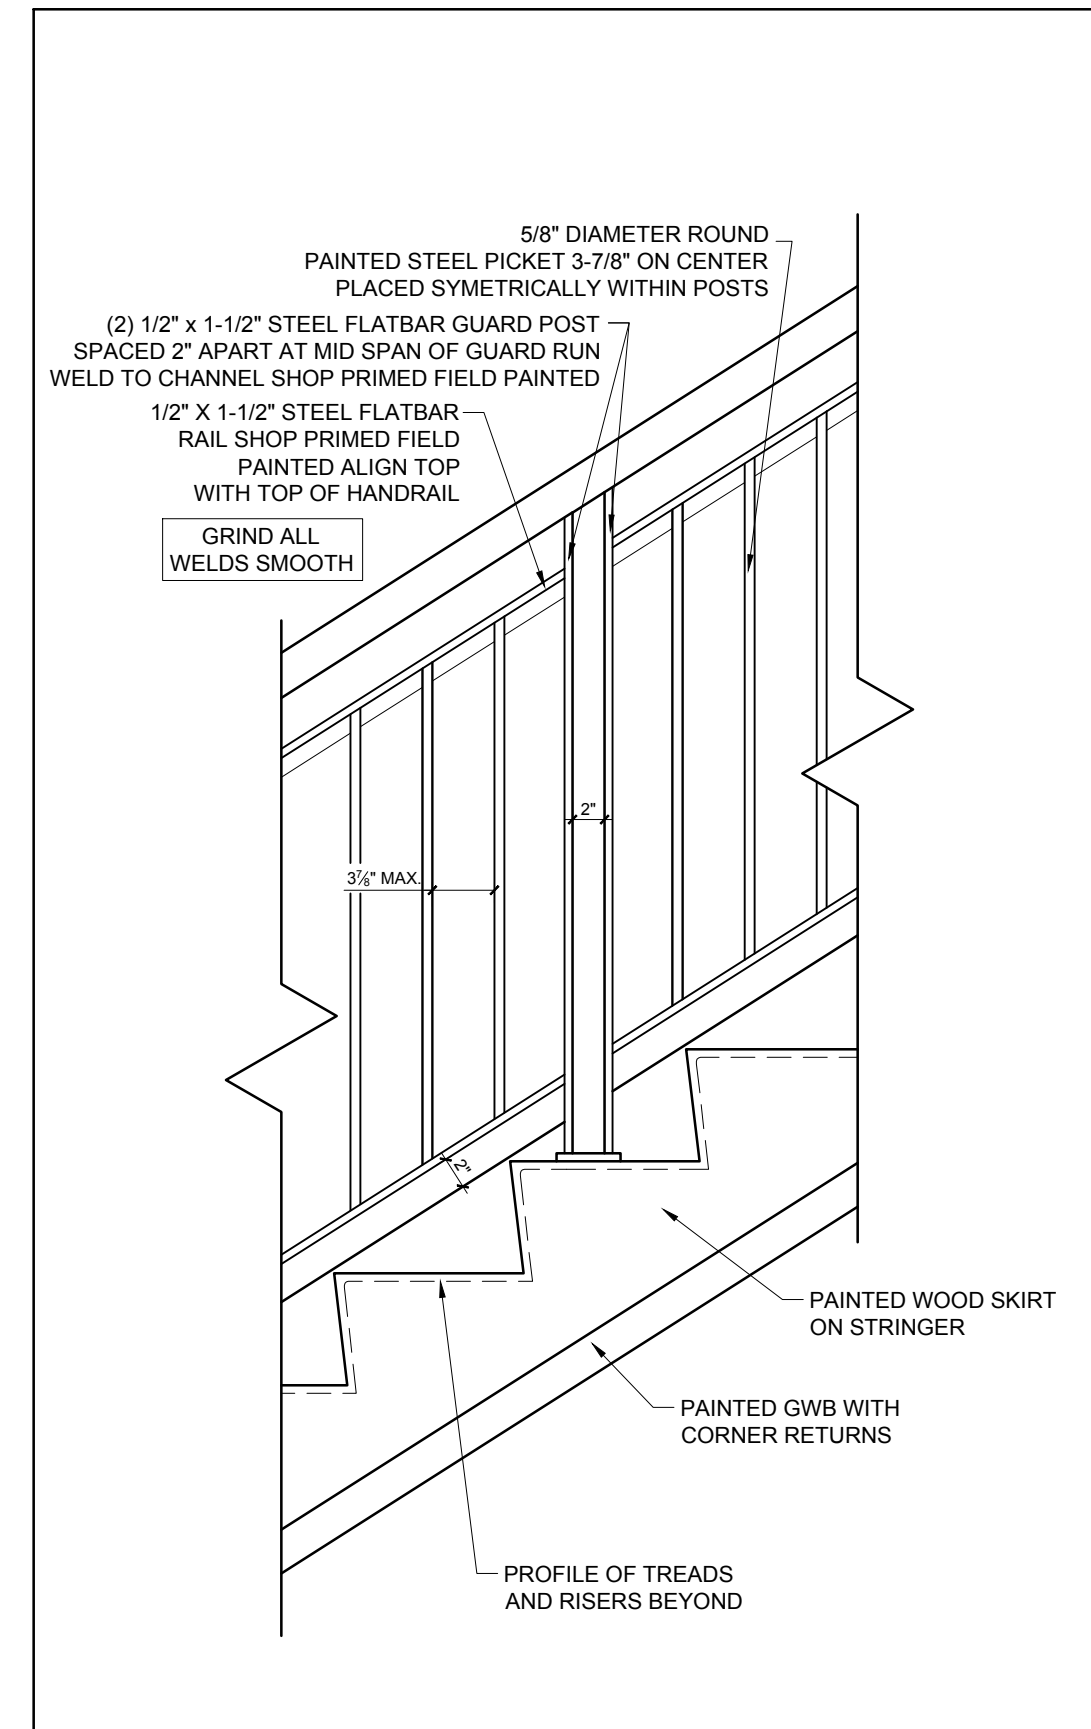 5/8" DIAMETER ROUND
PAINTED STEEL PICKET 3-7/8" ON CENTER
PLACED SYMETRICALLY WITHIN POSTS
(2) 1/2" x 1-1/2" STEEL FLATBAR GUARD POST
SPACED 2" APART AT MID SPAN OF GUARD RUN
WELD TO CHANNEL SHOP PRIMED FIELD PAINTED
1/2" X 1-1/2" STEEL FLATBAR
RAIL SHOP PRIMED FIELD
PAINTED ALIGN TOP
WITH TOP OF HANDRAIL
GRIND ALL
WELDS SMOOTH
2"
3⅞" MAX.
2"
PAINTED WOOD SKIRT
ON STRINGER
PAINTED GWB WITH
CORNER RETURNS
PROFILE OF TREADS
AND RISERS BEYOND